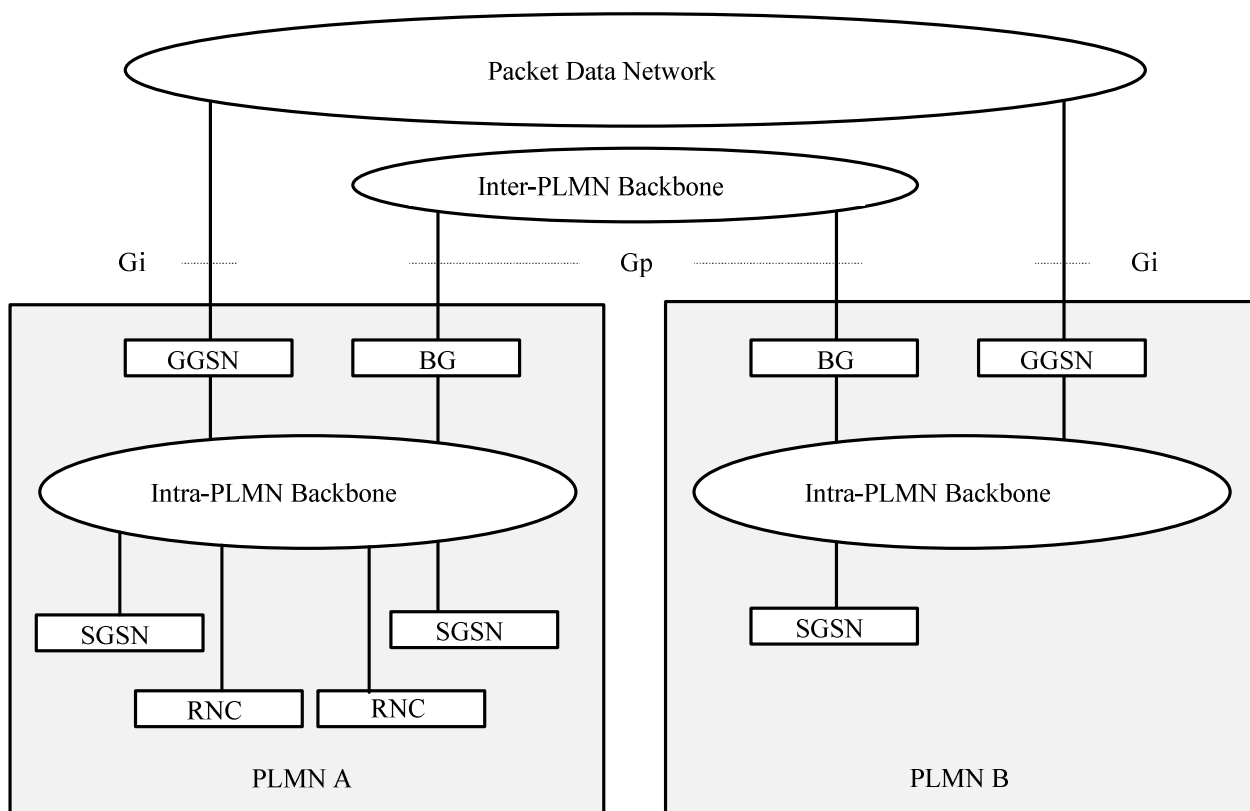 Packet Data Network
Inter-PLMN Backbone
Gi
Gp
Gi
GGSN
BG
BG
GGSN
Intra-PLMN Backbone
Intra-PLMN Backbone
SGSN
SGSN
SGSN
RNC
RNC
PLMN A
PLMN B